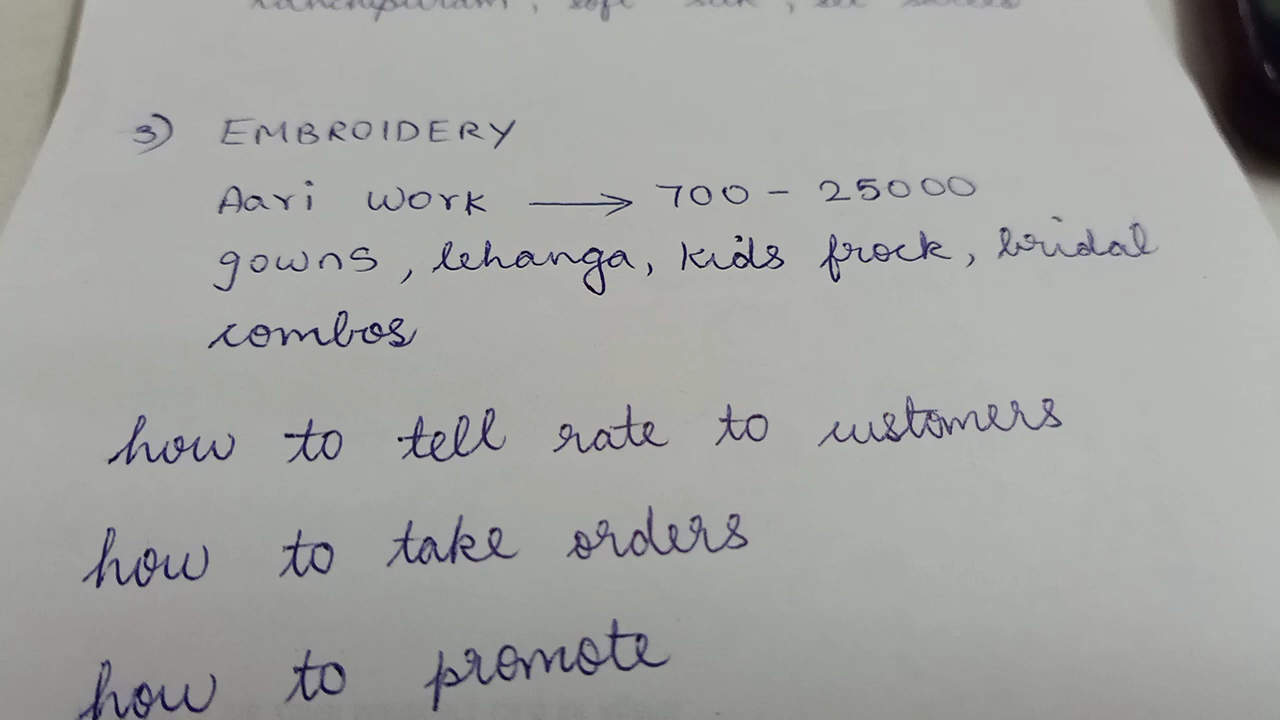 3) EMBROIDERY
Aari work → 700 - 25000
gowns, lehanga, kids frock, bridal
combos
how to tell rate to customers
how to take orders
how to promote